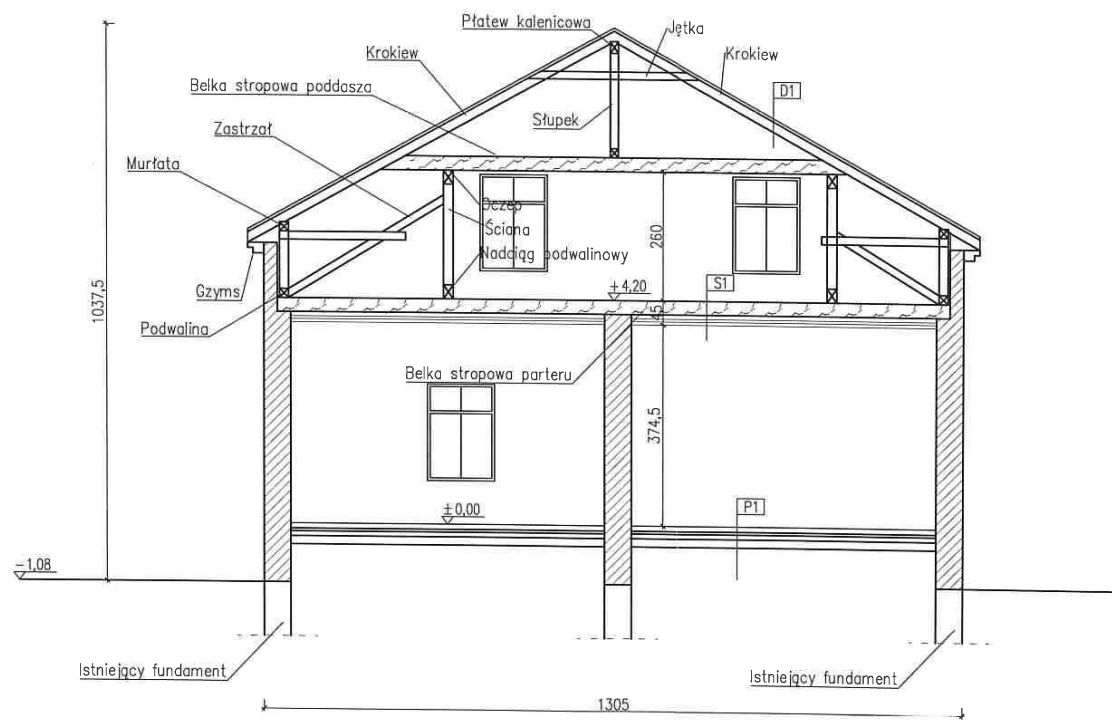 Płatew kalenicowa
Jętka
Krokiew
Krokiew
Belka stropowa poddasza
D1
Zastrzał
Słupek
Murłata
Oczep
Ściana
260
Nadciąg podwalinowy
S1
Gzyms
+4,20
1037,5
45
Podwalina
Belka stropowa parteru
374,5
±0,00
P1
-1,08
Istniejący fundament
Istniejący fundament
1305